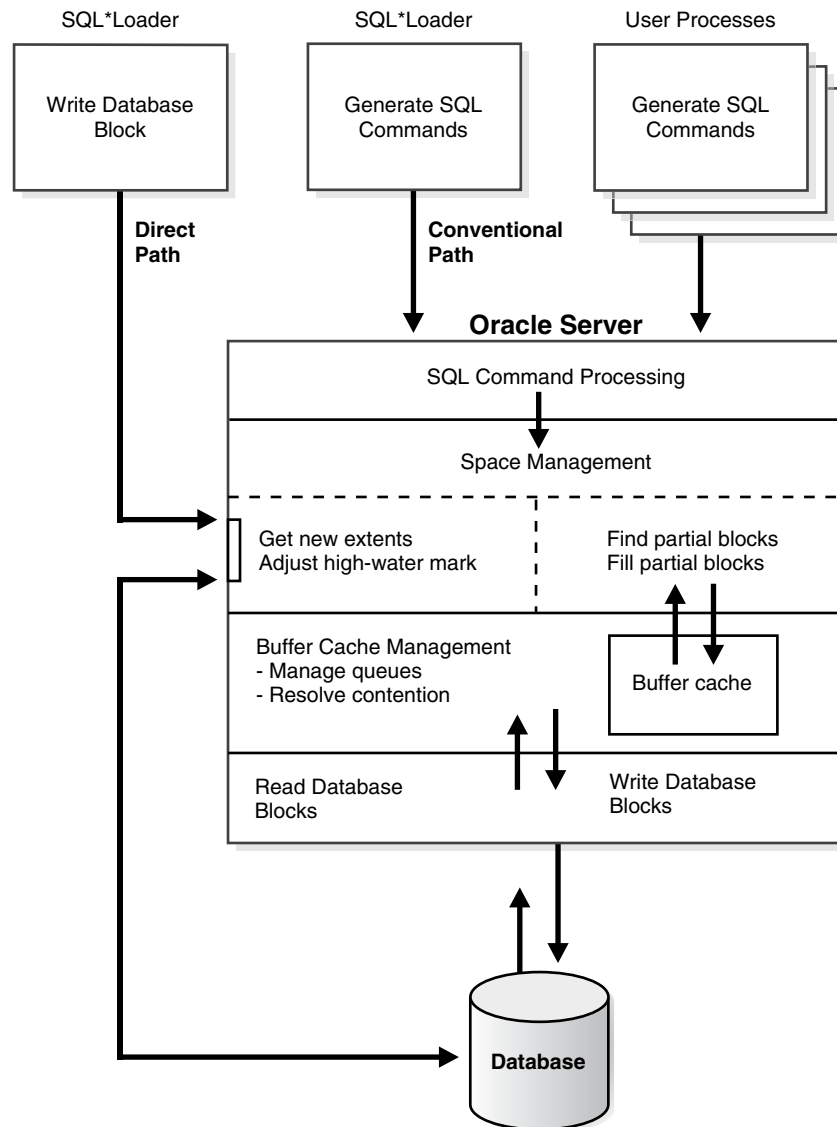 SQL*Loader
SQL*Loader
User Processes
Write Database
Block
Generate SQL
Commands
Generate SQL
Commands
Direct
Path
Conventional
Path
Oracle Server
SQL Command Processing
Space Management
Get new extents
Adjust high-water mark
Find partial blocks
Fill partial blocks
Buffer Cache Management
- Manage queues
- Resolve contention
Buffer cache
Read Database
Blocks
Write Database
Blocks
Database